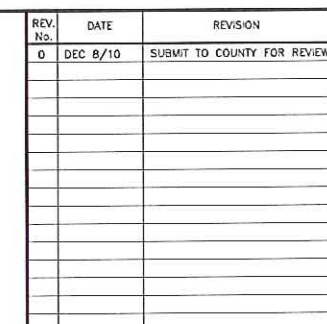 REV. No. DATE REVISION
0 DEC 8/10 SUBMIT TO COUNTY FOR REVIEW